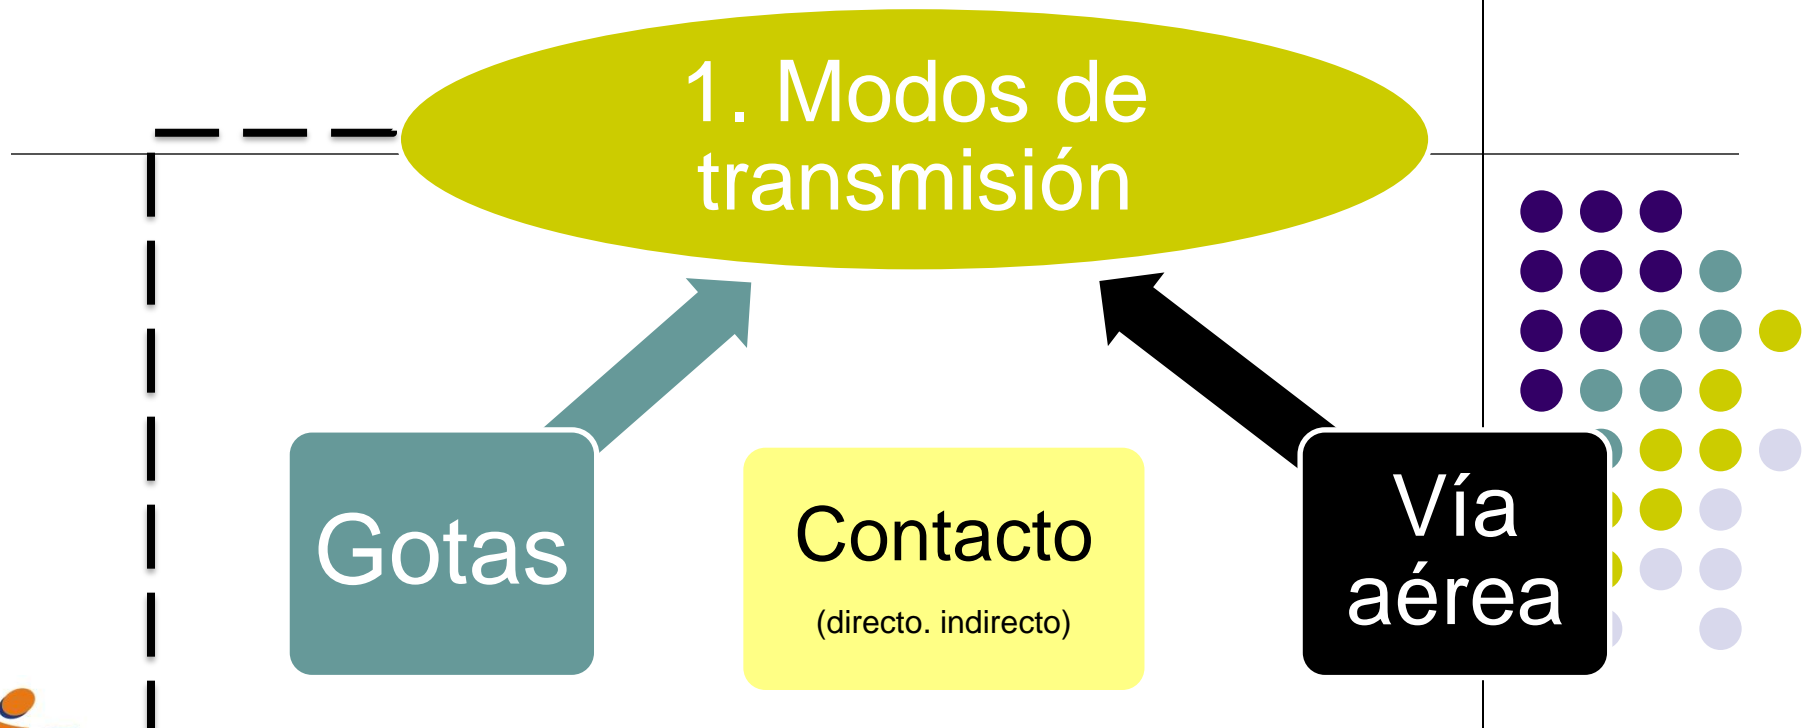 1. Modos de
transmisión
Gotas
Contacto
(directo. indirecto)
Vía
aérea